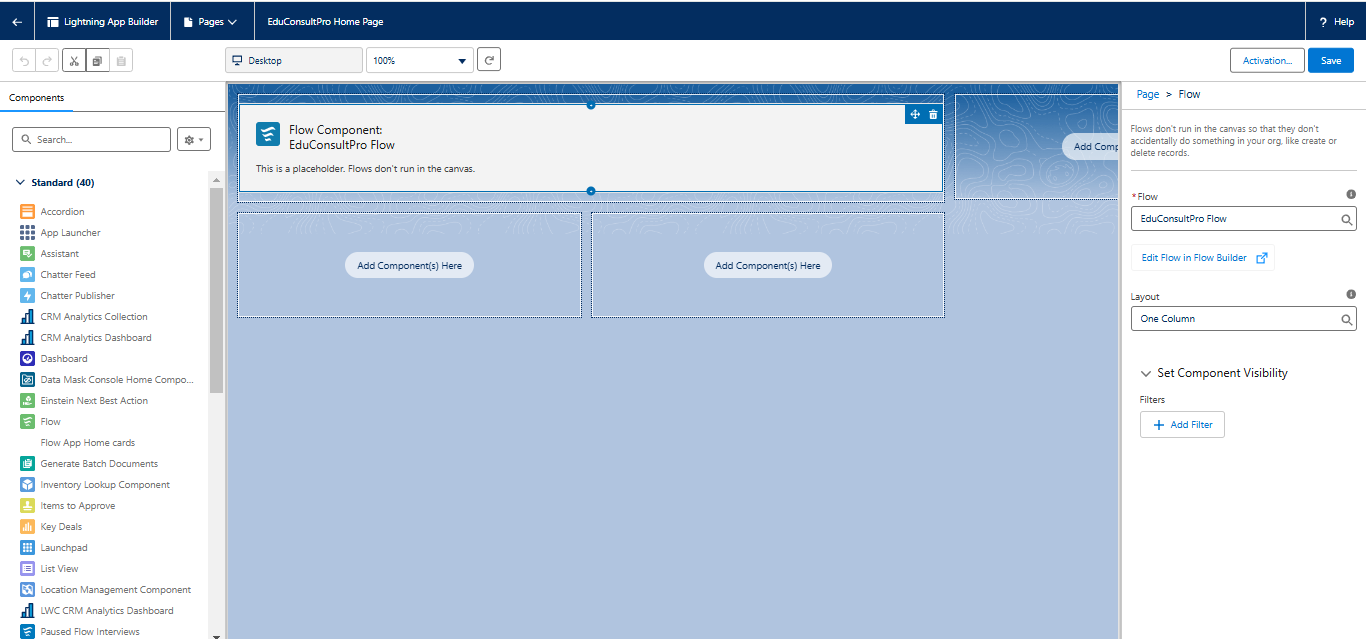 Lightning App Builder
Pages
EduConsultPro Home Page
? Help
Desktop
100%
Activation...
Save
Components
Search...
Standard (40)
Accordion
App Launcher
Assistant
Chatter Feed
Chatter Publisher
CRM Analytics Collection
CRM Analytics Dashboard
Dashboard
Data Mask Console Home Compo...
Einstein Next Best Action
Flow
Flow App Home cards
Generate Batch Documents
Inventory Lookup Component
Items to Approve
Key Deals
Launchpad
List View
Location Management Component
LWC CRM Analytics Dashboard
Paused Flow Interviews
Flow Component:
EduConsultPro Flow
This is a placeholder. Flows don't run in the canvas.
Add Comp
Add Component(s) Here
Add Component(s) Here
Page > Flow
Flows don't run in the canvas so that they don't
accidentally do something in your org, like create or
delete records.
*Flow
EduConsultPro Flow
Edit Flow in Flow Builder
Layout
One Column
Set Component Visibility
Filters
+ Add Filter